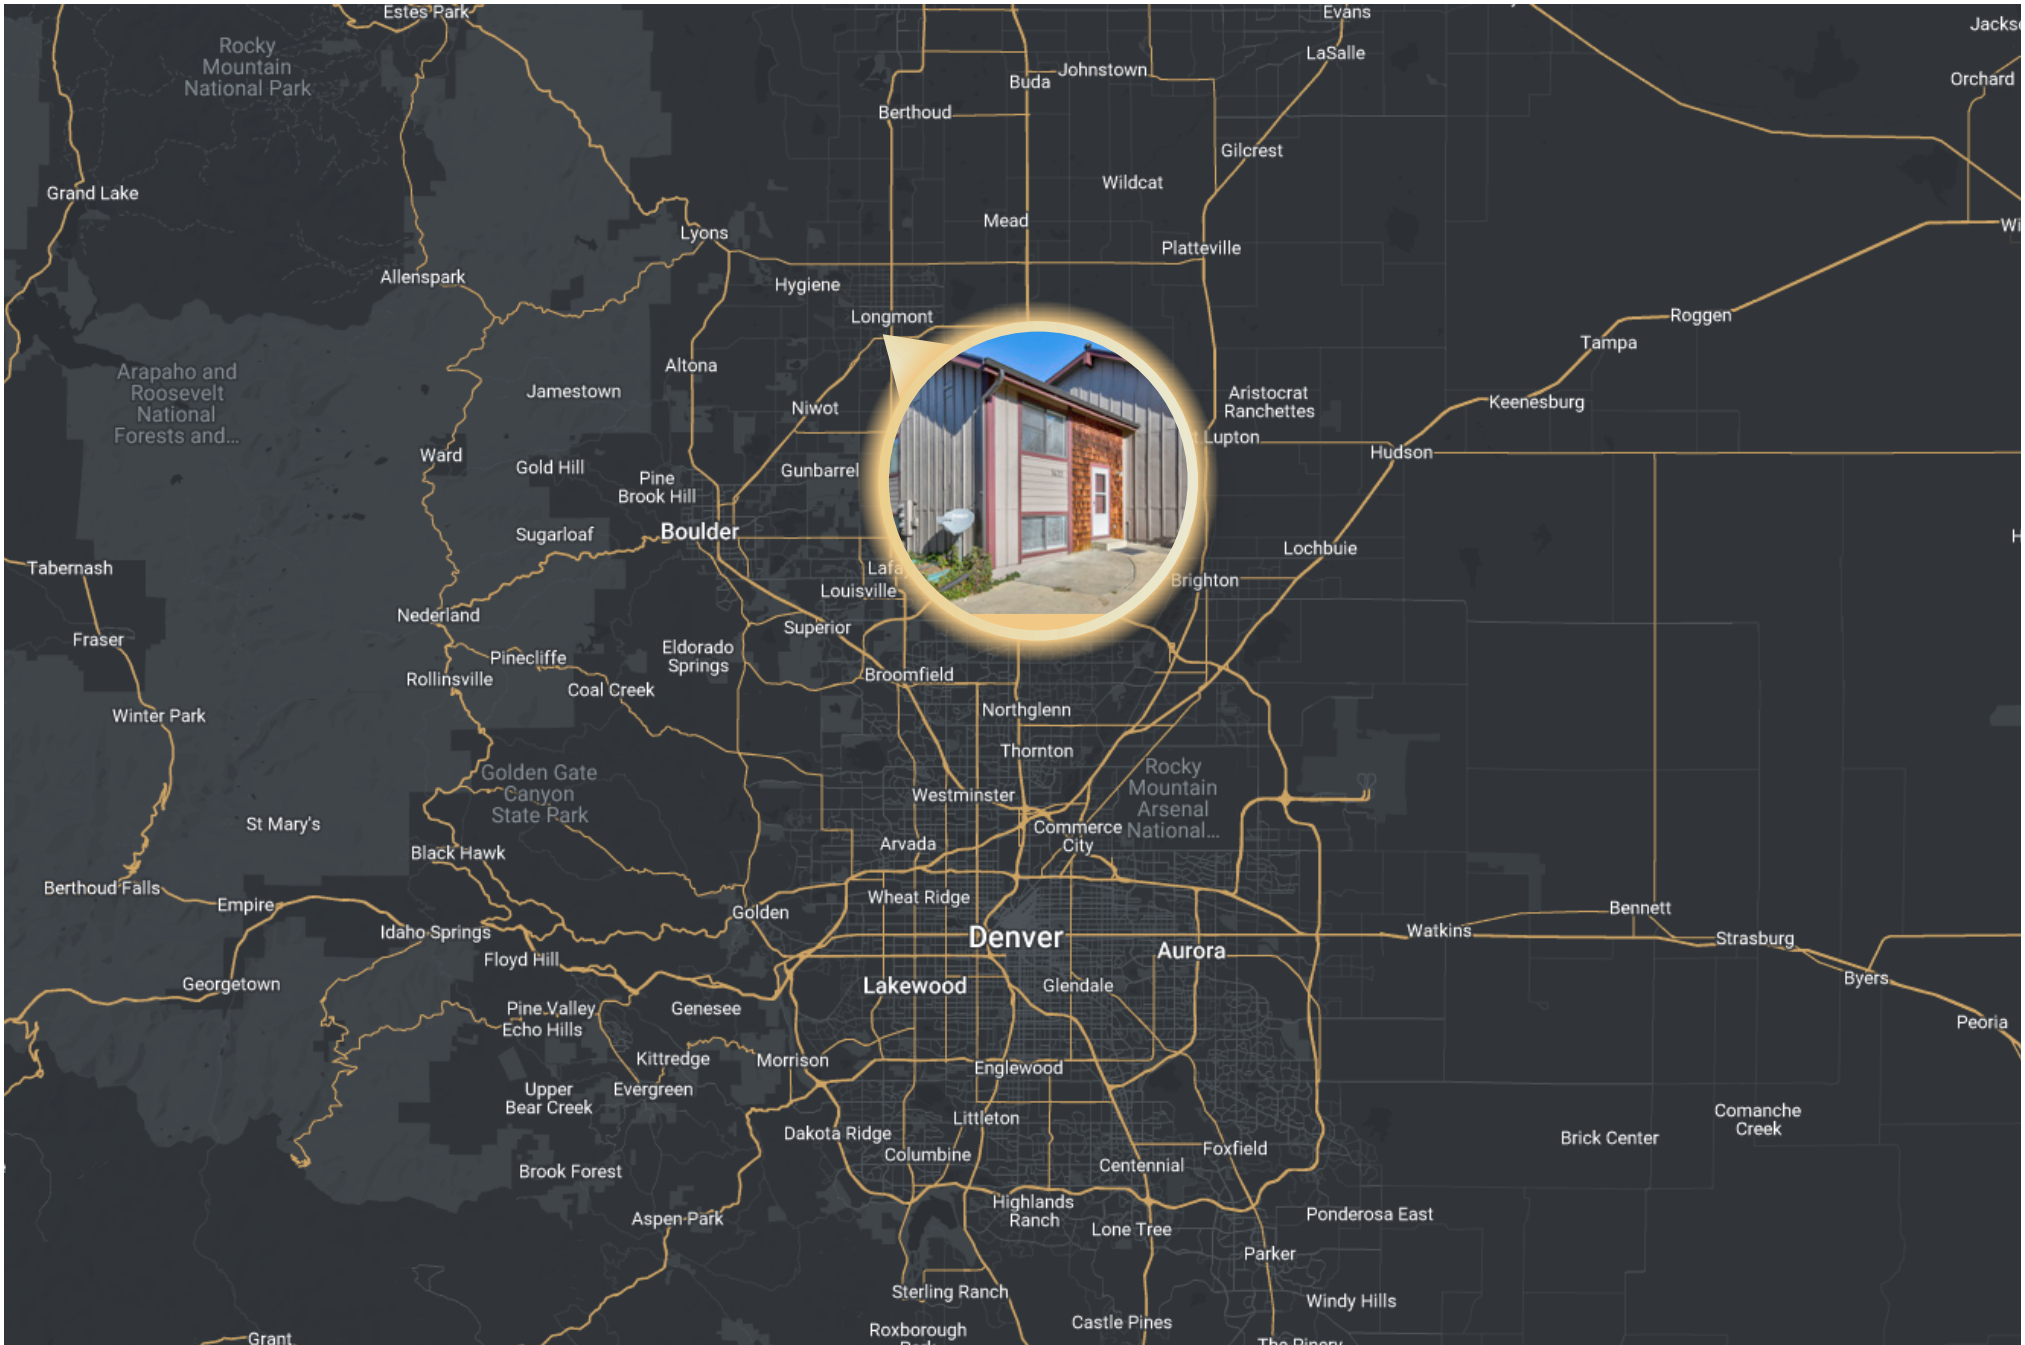 Estes Park
Evans
Jacks
Rocky
Mountain
National Park
LaSalle
Johnstown
Buda
Orchard
Berthoud
Gilcrest
Wildcat
Grand Lake
Mead
Wi
Lyons
Platteville
Allenspark
Hygiene
Longmont
Roggen
Tampa
Altona
Arapaho and
Roosevelt
National
Forests and...
Jamestown
Aristocrat
Ranchettes
Niwot
Keenesburg
t Lupton
Ward
Hudson
Gold Hill
Gunbarrel
Pine
Brook Hill
Boulder
Sugarloaf
H
Lochbuie
Tabernash
Lafa
Brighton
Louisville
Nederland
Superior
Fraser
Eldorado
Springs
Pinecliffe
Rollinsville
Broomfield
Coal Creek
Northglenn
Winter Park
Thornton
Golden Gate
Canyon
State Park
Rocky
Mountain
Arsenal
National...
Westminster
St Mary's
Commerce
City
Arvada
Black Hawk
Berthoud Falls
Wheat Ridge
Empire
Golden
Bennett
Idaho Springs
Denver
Watkins
Strasburg
Aurora
Floyd Hill
Byers
Georgetown
Lakewood
Glendale
Pine Valley
Genesee
Peoria
Echo Hills
Kittredge
Morrison
Englewood
Upper
Bear Creek
Evergreen
Comanche
Creek
Littleton
Dakota Ridge
Brick Center
Foxfield
Columbine
Centennial
Brook Forest
Highlands
Ranch
Aspen Park
Ponderosa East
Lone Tree
Parker
Sterling Ranch
Windy Hills
Castle Pines
Roxborough
Grant
The Pinery